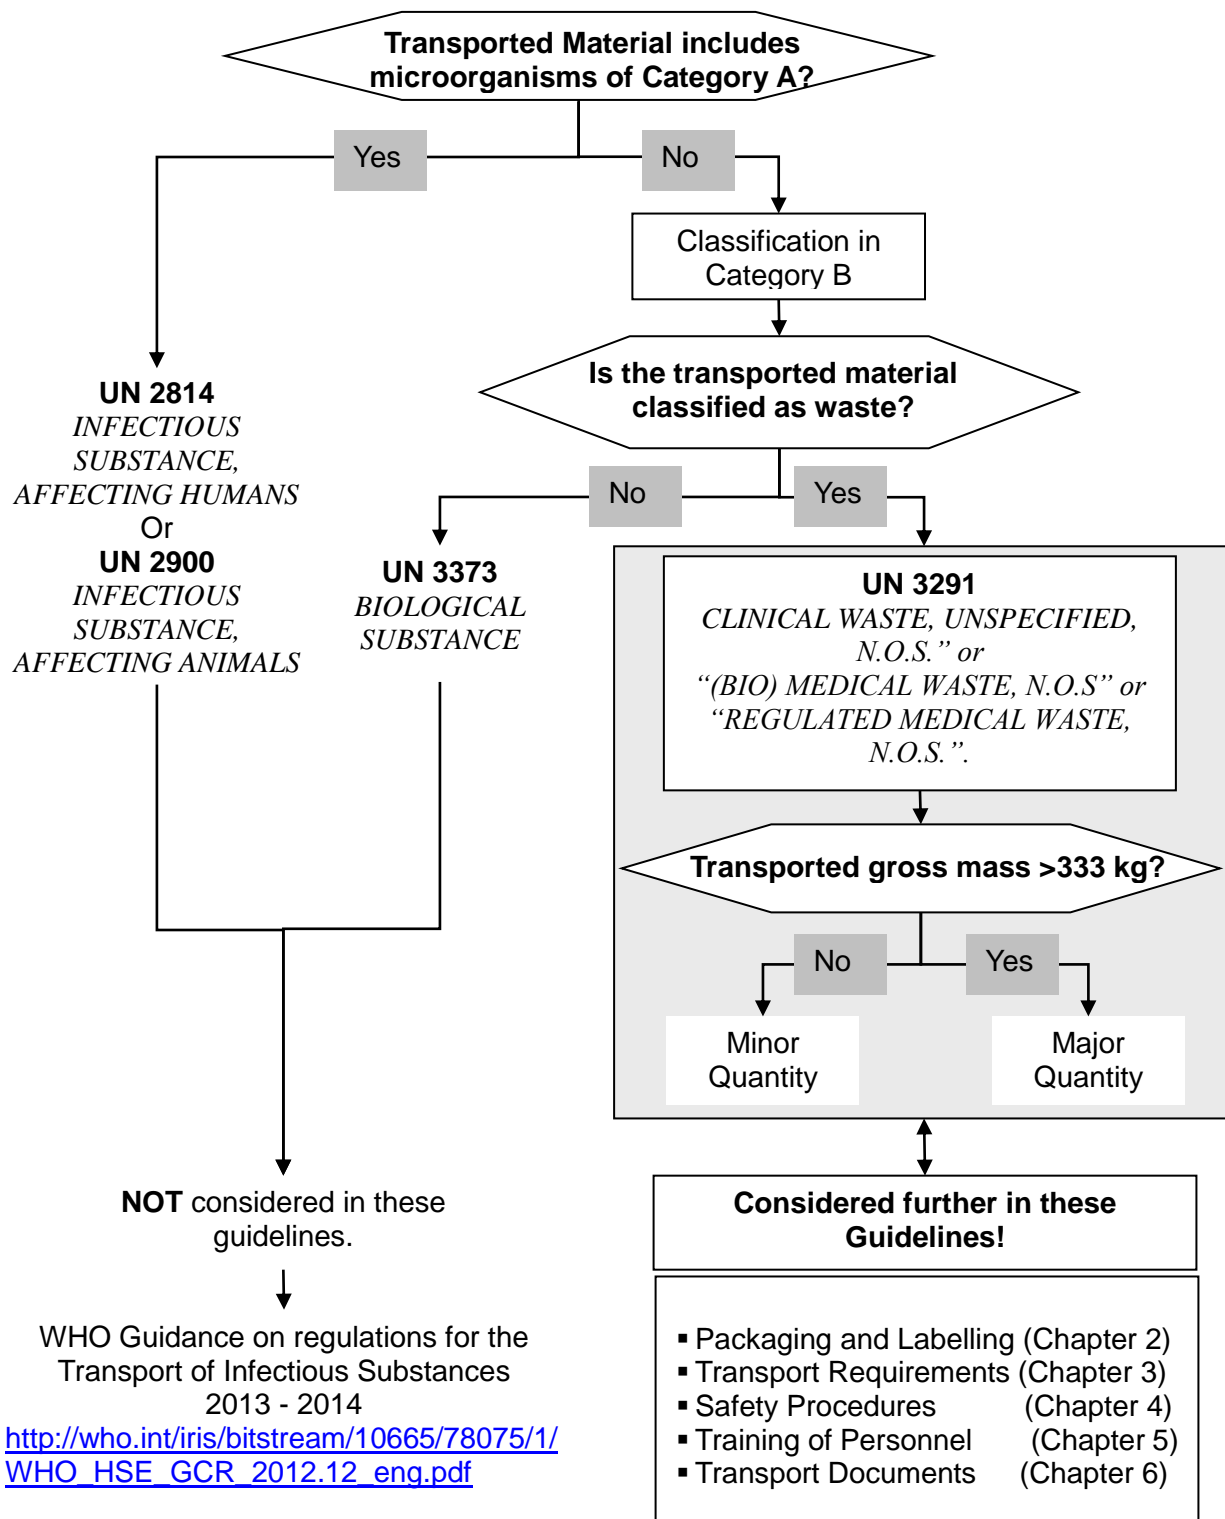 Transported Material includes
microorganisms of Category A?
Yes
No
Classification in
Category B
Is the transported material
classified as waste?
No
Yes
UN 2814
INFECTIOUS
SUBSTANCE,
AFFECTING HUMANS
Or
UN 2900
INFECTIOUS
SUBSTANCE,
AFFECTING ANIMALS
UN 3373
BIOLOGICAL
SUBSTANCE
UN 3291
CLINICAL WASTE, UNSPECIFIED,
N.O.S.” or
“(BIO) MEDICAL WASTE, N.O.S” or
“REGULATED MEDICAL WASTE,
N.O.S.”.
Transported gross mass >333 kg?
No
Yes
Minor
Quantity
Major
Quantity
NOT considered in these
guidelines.
WHO Guidance on regulations for the
Transport of Infectious Substances
2013 - 2014
http://who.int/iris/bitstream/10665/78075/1/
WHO_HSE_GCR_2012.12_eng.pdf
Considered further in these
Guidelines!
▪ Packaging and Labelling (Chapter 2)
▪ Transport Requirements (Chapter 3)
▪ Safety Procedures (Chapter 4)
▪ Training of Personnel (Chapter 5)
▪ Transport Documents (Chapter 6)